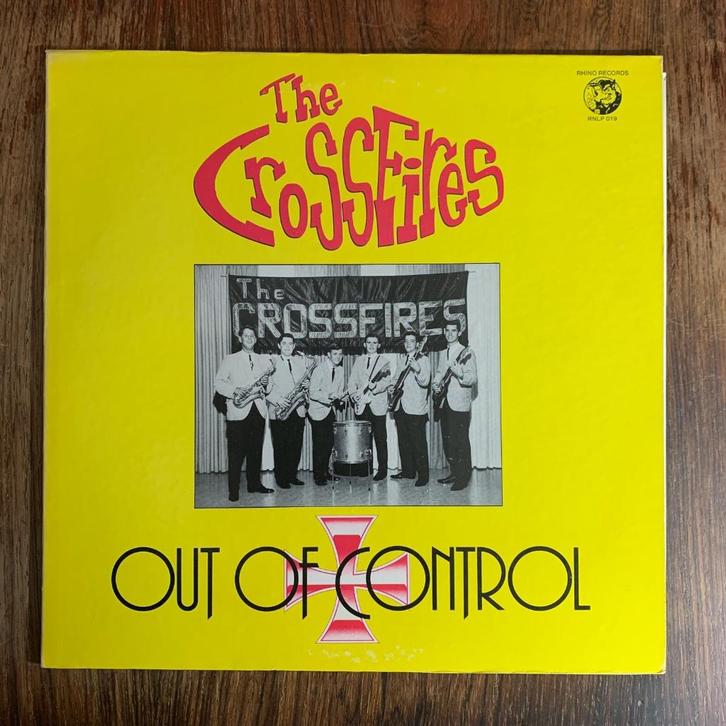 The
CrossFires
RHINO RECORDS
RNLP 019
The
CROSSFIRES
OUT OF CONTROL